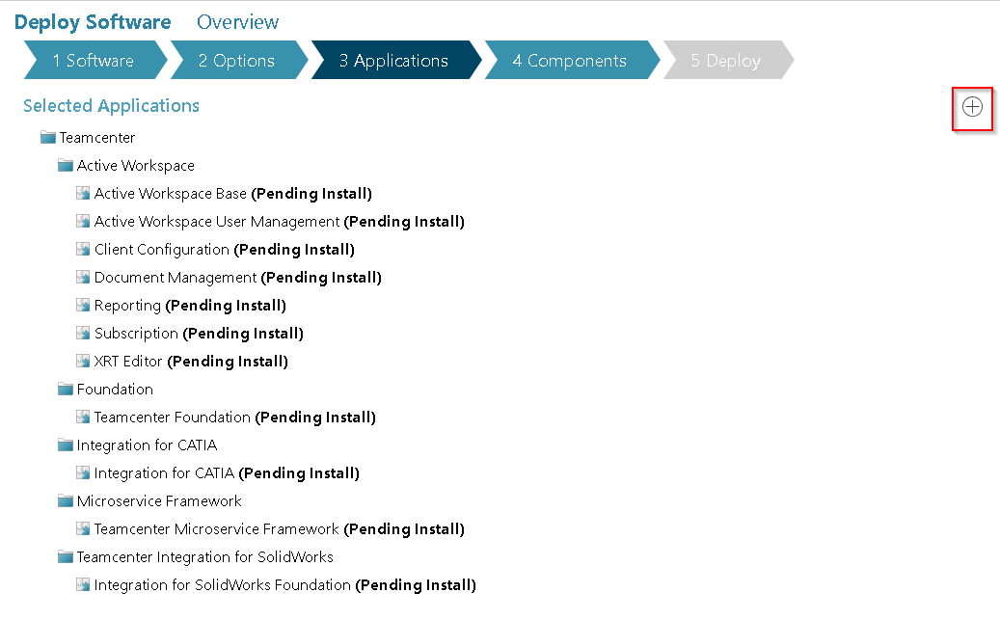 Deploy Software Overview
1 Software 2 Options 3 Applications 4 Components 5 Deploy
Selected Applications
Teamcenter
Active Workspace
Active Workspace Base (Pending Install)
Active Workspace User Management (Pending Install)
Client Configuration (Pending Install)
Document Management (Pending Install)
Reporting (Pending Install)
Subscription (Pending Install)
XRT Editor (Pending Install)
Foundation
Teamcenter Foundation (Pending Install)
Integration for CATIA
Integration for CATIA (Pending Install)
Microservice Framework
Teamcenter Microservice Framework (Pending Install)
Teamcenter Integration for SolidWorks
Integration for SolidWorks Foundation (Pending Install)